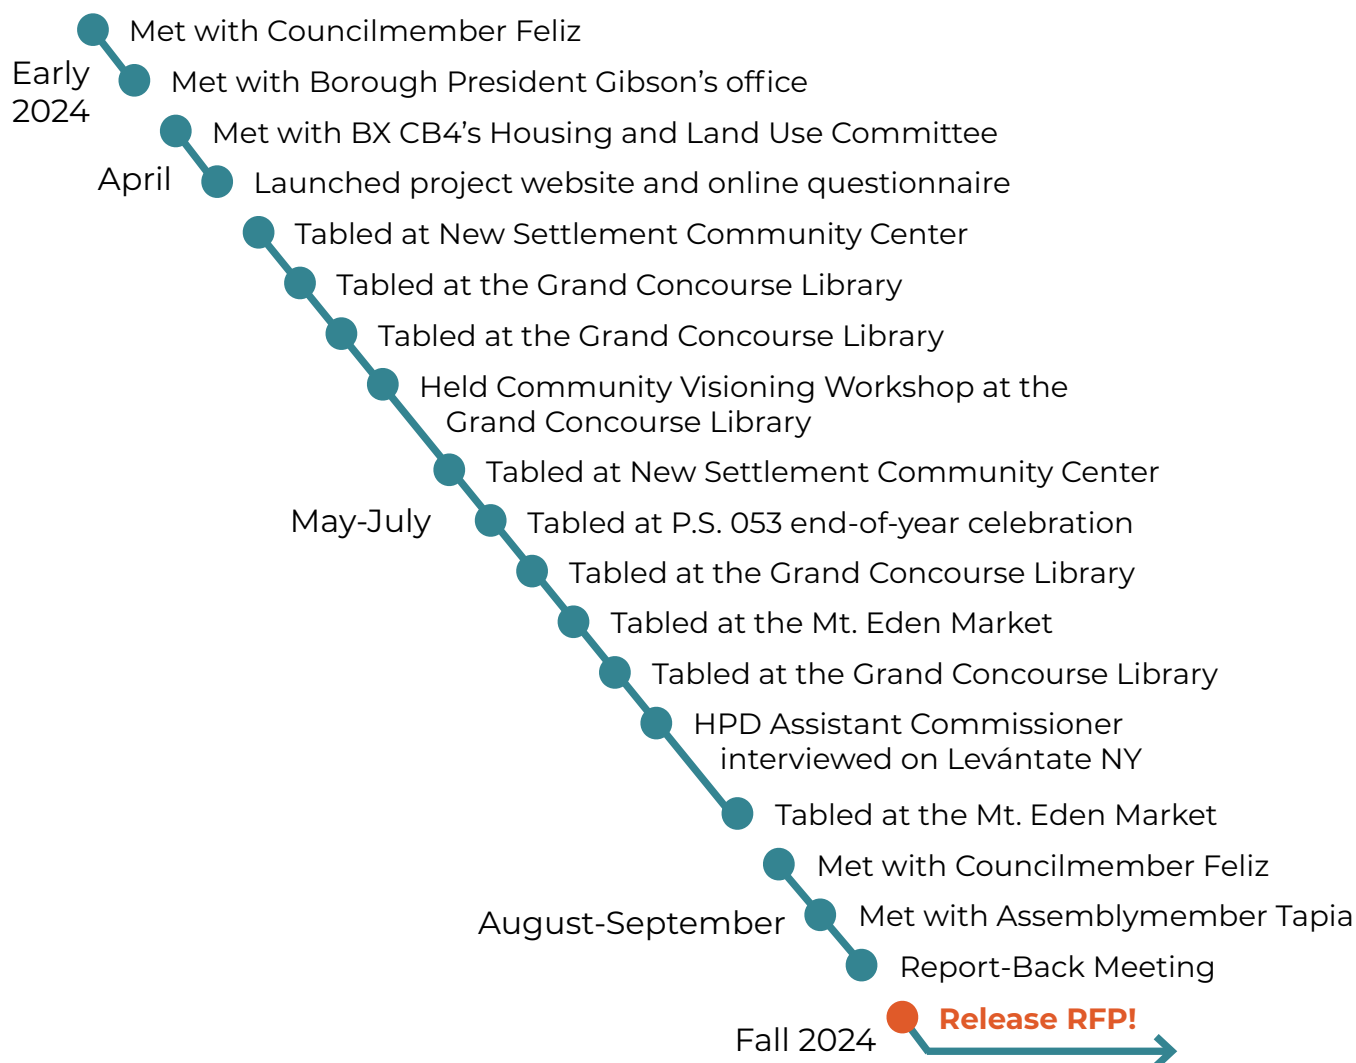 Met with Councilmember Feliz
Early
2024
Met with Borough President Gibson’s office
Met with BX CB4’s Housing and Land Use Committee
April
Launched project website and online questionnaire
Tabled at New Settlement Community Center
Tabled at the Grand Concourse Library
Tabled at the Grand Concourse Library
Held Community Visioning Workshop at the
Grand Concourse Library
Tabled at New Settlement Community Center
May-July
Tabled at P.S. 053 end-of-year celebration
Tabled at the Grand Concourse Library
Tabled at the Mt. Eden Market
Tabled at the Grand Concourse Library
HPD Assistant Commissioner
interviewed on Levántate NY
Tabled at the Mt. Eden Market
Met with Councilmember Feliz
August-September
Met with Assemblymember Tapia
Report-Back Meeting
Fall 2024
Release RFP!